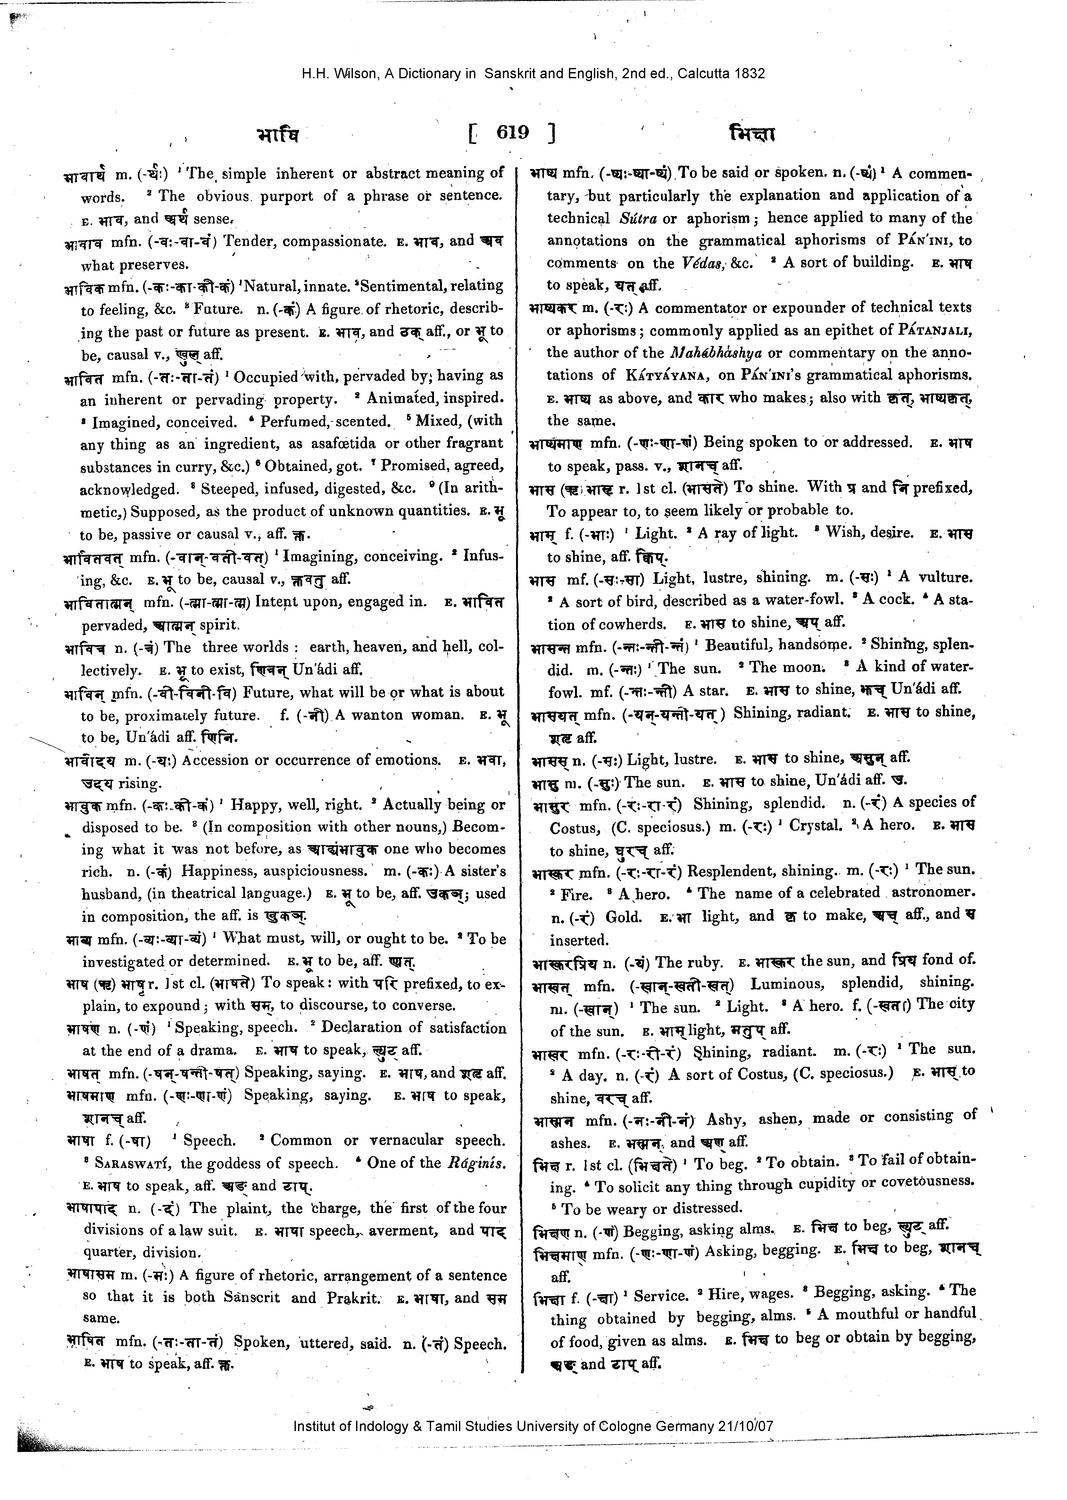 H.H. Wilson, A Dictionary in Sanskrit and English, 2nd ed., Calcutta 1832
भावि [ 619 ] भिक्षा
भावार्थ m. (-र्थः) ¹ The simple inherent or abstract meaning of
words. ² The obvious purport of a phrase or sentence.
E. भाव, and अर्थ sense.
भावाव mfn. (-वः-वा-वं) Tender, compassionate. E. भाव, and अव
what preserves.
भाविक mfn. (-कः-का-की-कं) ¹ Natural, innate. ² Sentimental, relating
to feeling, &c. ³ Future. n. (-कं) A figure of rhetoric, describ-
ing the past or future as present. E. भाव, and ठक् aff., or भू to
be, causal v., खुल् aff.
भावित mfn. (-तः-ता-तं) ¹ Occupied with, pervaded by; having as
an inherent or pervading property. ² Animated, inspired.
³ Imagined, conceived. ⁴ Perfumed, scented. ⁵ Mixed, (with
any thing as an ingredient, as asafœtida or other fragrant
substances in curry, &c.) ⁶ Obtained, got. ⁷ Promised, agreed,
acknowledged. ⁸ Steeped, infused, digested, &c. ⁹ (In arith-
metic,) Supposed, as the product of unknown quantities. E. भू
to be, passive or causal v., aff. क्त.
भावितवत् mfn. (-वान्-वती-वत्) ¹ Imagining, conceiving. ² Infus-
ing, &c. E. भू to be, causal v., क्तवतु aff.
भावितात्मन् mfn. (-त्मा-त्मा-त्म) Intent upon, engaged in. E. भावित
pervaded, आत्मन् spirit.
भावित्र n. (-त्रं) The three worlds : earth, heaven, and hell, col-
lectively. E. भू to exist, णित्रन् Un'ádi aff.
भाविन् mfn. (-वी-विनी-वि) Future, what will be or what is about
to be, proximately future. f. (-नी) A wanton woman. E. भू
to be, Un'ádi aff. णिनि.
भावोदय m. (-यः) Accession or occurrence of emotions. E. भवा,
उदय rising.
भावुक mfn. (-कः-की-कं) ¹ Happy, well, right. ² Actually being or
disposed to be. ³ (In composition with other nouns,) Becom-
ing what it was not before, as आढ्यंभावुक one who becomes
rich. n. (-कं) Happiness, auspiciousness. m. (-कः) A sister's
husband, (in theatrical language.) E. भू to be, aff. उकञ्; used
in composition, the aff. is खुकञ्.
भाव्य mfn. (-व्यः-व्या-व्यं) ¹ What must, will, or ought to be. ² To be
investigated or determined. E. भू to be, aff. ण्यत्.
भाष (ऋ) भाषृ r. 1st cl. (भाषते) To speak : with परि prefixed, to ex-
plain, to expound ; with सम्, to discourse, to converse.
भाषण n. (-णं) ¹ Speaking, speech. ² Declaration of satisfaction
at the end of a drama. E. भाष to speak, ल्युट् aff.
भाषत् mfn. (-षन्-षन्ती-षत्) Speaking, saying. E. भाष, and शतृ aff.
भाषमाण mfn. (-णः-णा-णं) Speaking, saying. E. भाष to speak,
शानच् aff.
भाषा f. (-षा) ¹ Speech. ² Common or vernacular speech.
³ SARASWATÍ, the goddess of speech. ⁴ One of the Ráginís.
E. भाष to speak, aff. अङ् and टाप्.
भाषापाद n. (-दं) The plaint, the charge, the first of the four
divisions of a law suit. E. भाषा speech, averment, and पाद
quarter, division.
भाषासम m. (-मः) A figure of rhetoric, arrangement of a sentence
so that it is both Sanscrit and Prakrit. E. भाषा, and सम
same.
भाषित mfn. (-तः-ता-तं) Spoken, uttered, said. n. (-तं) Speech.
E. भाष to speak, aff. क्त.
भाष्य mfn. (-ष्यः-ष्या-ष्यं) To be said or spoken. n. (-ष्यं) ¹ A commen-
tary, but particularly the explanation and application of a
technical Sútra or aphorism ; hence applied to many of the
annotations on the grammatical aphorisms of PÁN'INI, to
comments on the Védas, &c. ² A sort of building. E. भाष
to speak, यत् aff.
भाष्यकर m. (-रः) A commentator or expounder of technical texts
or aphorisms ; commonly applied as an epithet of PÁTANJALI,
the author of the Mahábháshya or commentary on the anno-
tations of KÁTYÁYANA, on PÁN'INI's grammatical aphorisms.
E. भाष्य as above, and कार who makes; also with कृत्, भाष्यकृत्,
the same.
भाष्यमाण mfn. (-णः-णा-णं) Being spoken to or addressed. E. भाष
to speak, pass. v., शानच् aff.
भास (ऋ) भासृ r. 1st cl. (भासते) To shine. With प्र and नि prefixed,
To appear to, to seem likely or probable to.
भास् f. (-भाः) ¹ Light. ² A ray of light. ³ Wish, desire. E. भास
to shine, aff. क्विप्.
भास mf. (-सः-सा) Light, lustre, shining. m. (-सः) ¹ A vulture.
² A sort of bird, described as a water-fowl. ³ A cock. ⁴ A sta-
tion of cowherds. E. भास to shine, अप् aff.
भासन्त mfn. (-न्तः-न्ती-न्तं) ¹ Beautiful, handsome. ² Shining, splen-
did. m. (-न्तः) ¹ The sun. ² The moon. ³ A kind of water-
fowl. mf. (-न्तः-न्ती) A star. E. भास to shine, झच् Un'ádi aff.
भासयत् mfn. (-यन्-यन्ती-यत्) Shining, radiant. E. भास to shine,
शतृ aff.
भासस् n. (-सः) Light, lustre. E. भास to shine, असुन् aff.
भासु m. (-सुः) The sun. E. भास to shine, Un'ádi aff. उ.
भासुर mfn. (-रः-रा-रं) Shining, splendid. n. (-रं) A species of
Costus, (C. speciosus.) m. (-रः) ¹ Crystal. ² A hero. E. भास
to shine, घुरच् aff.
भास्कर mfn. (-रः-रा-रं) Resplendent, shining. m. (-रः) ¹ The sun.
² Fire. ³ A hero. ⁴ The name of a celebrated astronomer.
n. (-रं) Gold. E. भा light, and कृ to make, अच् aff., and स
inserted.
भास्करप्रिय n. (-यं) The ruby. E. भास्कर the sun, and प्रिय fond of.
भास्वत् mfn. (-स्वान्-स्वती-स्वत्) Luminous, splendid, shining.
m. (-स्वान्) ¹ The sun. ² Light. ³ A hero. f. (-स्वती) The city
of the sun. E. भास् light, मतुप् aff.
भास्वर mfn. (-रः-री-रं) Shining, radiant. m. (-रः) ¹ The sun.
² A day. n. (-रं) A sort of Costus, (C. speciosus.) E. भास् to
shine, वरच् aff.
भास्मन mfn. (-नः-नी-नं) Ashy, ashen, made or consisting of
ashes. E. भस्मन्, and अण् aff.
भिक्ष r. 1st cl. (भिक्षते) ¹ To beg. ² To obtain. ³ To fail of obtain-
ing. ⁴ To solicit any thing through cupidity or covetousness.
⁵ To be weary or distressed.
भिक्षण n. (-णं) Begging, asking alms. E. भिक्ष to beg, ल्युट् aff.
भिक्षमाण mfn. (-णः-णा-णं) Asking, begging. E. भिक्ष to beg, शानच्
aff.
भिक्षा f. (-क्षा) ¹ Service. ² Hire, wages. ³ Begging, asking. ⁴ The
thing obtained by begging, alms. ⁵ A mouthful or handful
of food, given as alms. E. भिक्ष to beg or obtain by begging,
अङ् and टाप् aff.
Institut of Indology & Tamil Studies University of Cologne Germany 21/10/07